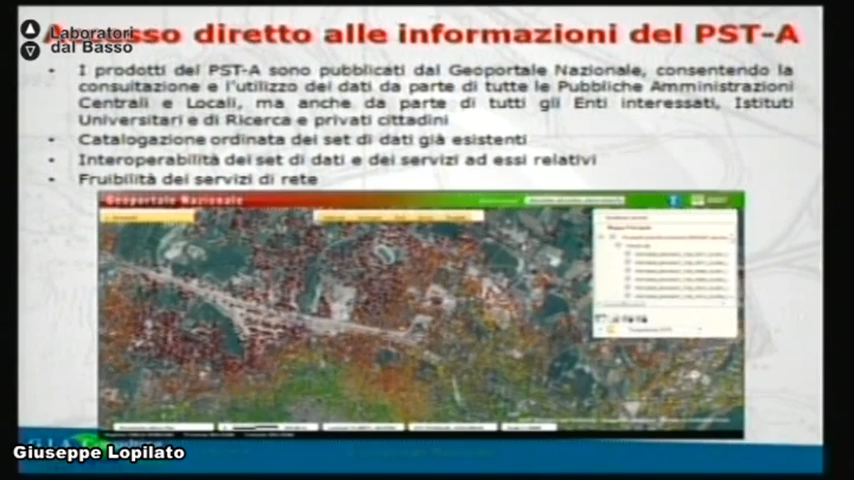 Laboratori
dal Basso
Accesso diretto alle informazioni del PST-A
• I prodotti del PST-A sono pubblicati dal Geoportale Nazionale, consentendo la
consultazione e l'utilizzo dei dati da parte di tutte le Pubbliche Amministrazioni
Centrali e Locali, ma anche da parte di tutti gli Enti interessati, Istituti
Universitari e di Ricerca e privati cittadini
• Catalogazione ordinata dei set di dati già esistenti
• Interoperabilità dei set di dati e dei servizi ad essi relativi
• Fruibilità dei servizi di rete
Geoportale Nazionale
Giuseppe Lopilato